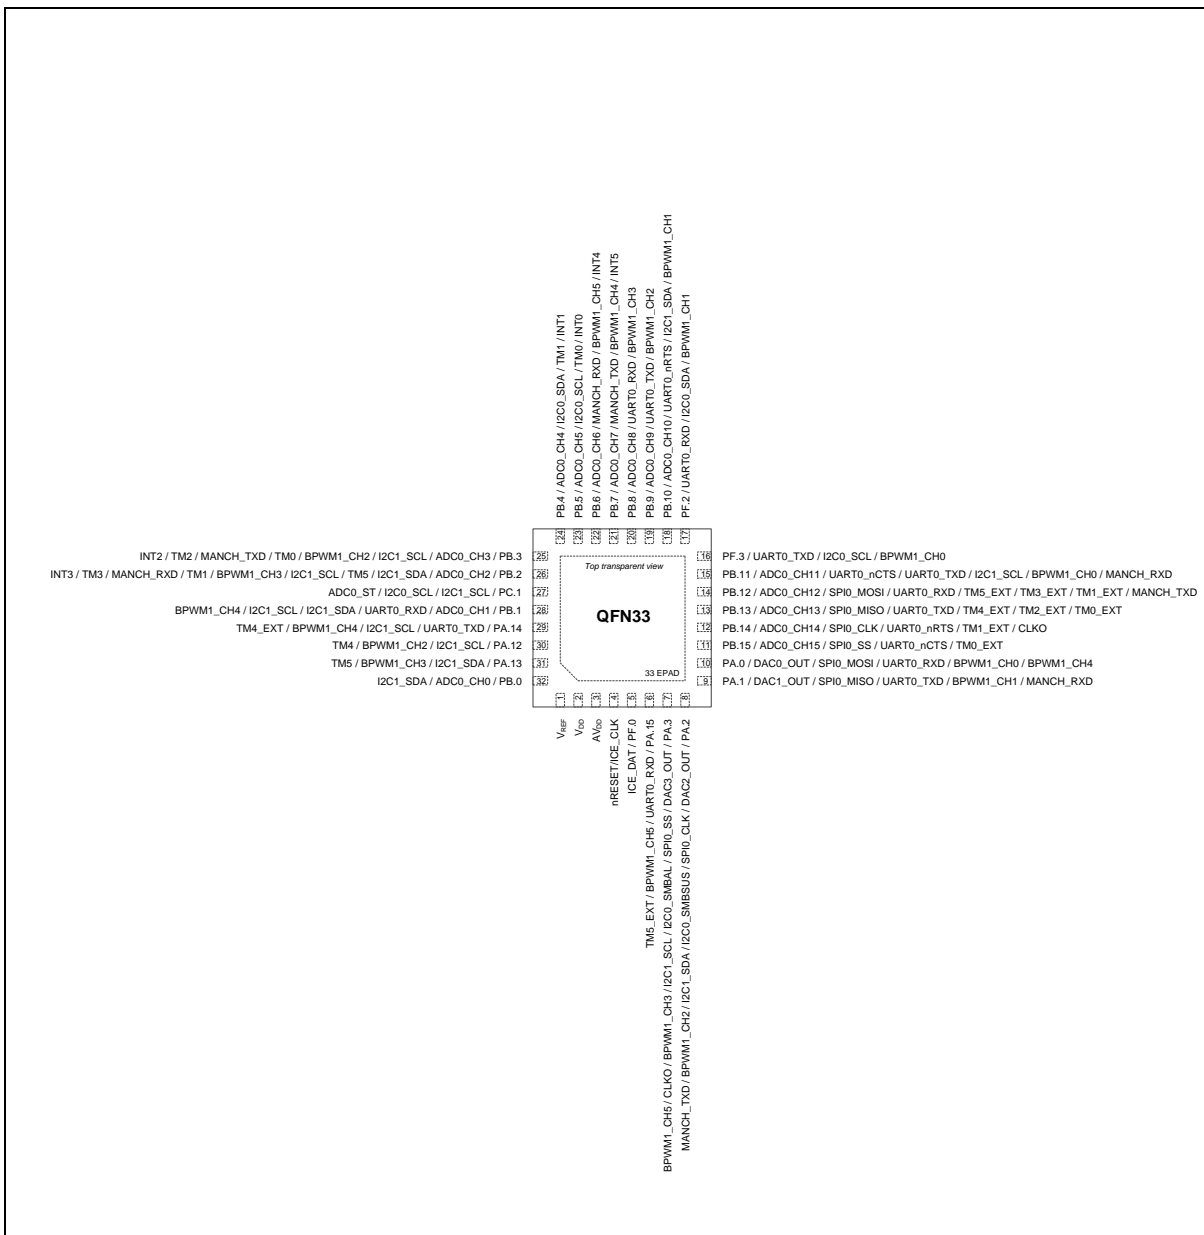 PB.4 / ADC0_CH4 / I2C0_SDA / TM1 / INT1
PB.5 / ADC0_CH5 / I2C0_SCL / TM0 / INT0
PB.6 / ADC0_CH6 / MANCH_RXD / BPWM1_CH5 / INT4
PB.7 / ADC0_CH7 / MANCH_TXD / BPWM1_CH4 / INT5
PB.8 / ADC0_CH8 / UART0_RXD / BPWM1_CH3
PB.9 / ADC0_CH9 / UART0_TXD / BPWM1_CH2
PB.10 / ADC0_CH10 / UART0_nRTS / I2C1_SDA / BPWM1_CH1
PF.2 / UART0_RXD / I2C0_SDA / BPWM1_CH1
24 23 22 21 20 19 18 17
INT2 / TM2 / MANCH_TXD / TM0 / BPWM1_CH2 / I2C1_SCL / ADC0_CH3 / PB.3 25
INT3 / TM3 / MANCH_RXD / TM1 / BPWM1_CH3 / I2C1_SCL / TM5 / I2C1_SDA / ADC0_CH2 / PB.2 26
ADC0_ST / I2C0_SCL / I2C1_SCL / PC.1 27
BPWM1_CH4 / I2C1_SCL / I2C1_SDA / UART0_RXD / ADC0_CH1 / PB.1 28
TM4_EXT / BPWM1_CH4 / I2C1_SCL / UART0_TXD / PA.14 29
TM4 / BPWM1_CH2 / I2C1_SCL / PA.12 30
TM5 / BPWM1_CH3 / I2C1_SDA / PA.13 31
I2C1_SDA / ADC0_CH0 / PB.0 32
Top transparent view
QFN33
33 EPAD
16 PF.3 / UART0_TXD / I2C0_SCL / BPWM1_CH0
15 PB.11 / ADC0_CH11 / UART0_nCTS / UART0_TXD / I2C1_SCL / BPWM1_CH0 / MANCH_RXD
14 PB.12 / ADC0_CH12 / SPI0_MOSI / UART0_RXD / TM5_EXT / TM3_EXT / TM1_EXT / MANCH_TXD
13 PB.13 / ADC0_CH13 / SPI0_MISO / UART0_TXD / TM4_EXT / TM2_EXT / TM0_EXT
12 PB.14 / ADC0_CH14 / SPI0_CLK / UART0_nRTS / TM1_EXT / CLKO
11 PB.15 / ADC0_CH15 / SPI0_SS / UART0_nCTS / TM0_EXT
10 PA.0 / DAC0_OUT / SPI0_MOSI / UART0_RXD / BPWM1_CH0 / BPWM1_CH4
9 PA.1 / DAC1_OUT / SPI0_MISO / UART0_TXD / BPWM1_CH1 / MANCH_RXD
1 2 3 4 5 6 7 8
VREF
VDD
AVDD
nRESET/ICE_CLK
ICE_DAT / PF.0
TM5_EXT / BPWM1_CH5 / UART0_RXD / PA.15
BPWM1_CH5 / CLKO / BPWM1_CH3 / I2C1_SCL / I2C0_SMBAL / SPI0_SS / DAC3_OUT / PA.3
MANCH_TXD / BPWM1_CH2 / I2C1_SDA / I2C0_SMBSUS / SPI0_CLK / DAC2_OUT / PA.2